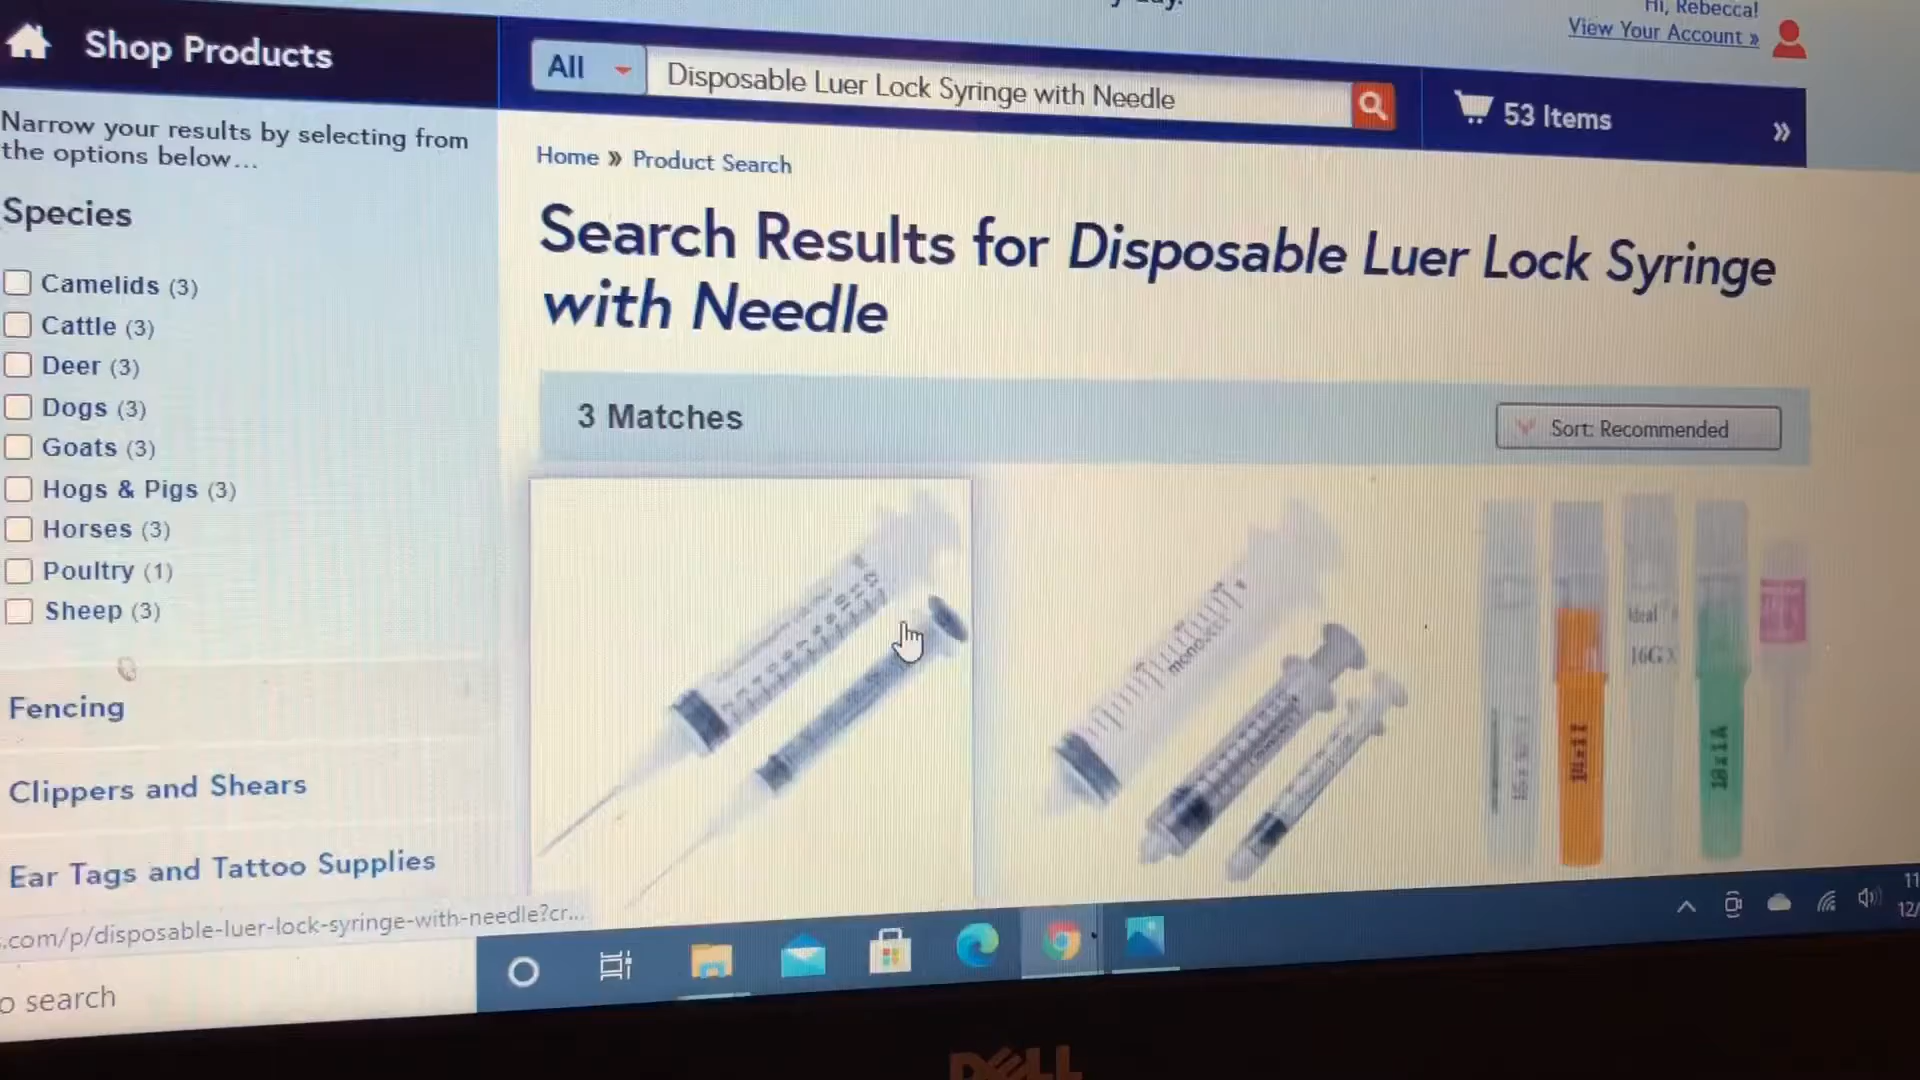 Hi, Rebecca!
View Your Account »
Shop Products
All
Disposable Luer Lock Syringe with Needle
53 Items
»
Narrow your results by selecting from
the options below...
Home » Product Search
Species
Search Results for Disposable Luer Lock Syringe
with Needle
Camelids (3)
Cattle (3)
Deer (3)
Dogs (3)
Goats (3)
Hogs & Pigs (3)
Horses (3)
Poultry (1)
Sheep (3)
3 Matches
Sort: Recommended
monoject
Ideal
16G X
Fencing
Clippers and Shears
Ear Tags and Tattoo Supplies
.com/p/disposable-luer-lock-syringe-with-needle?cr...
o search
11
12/
DELL